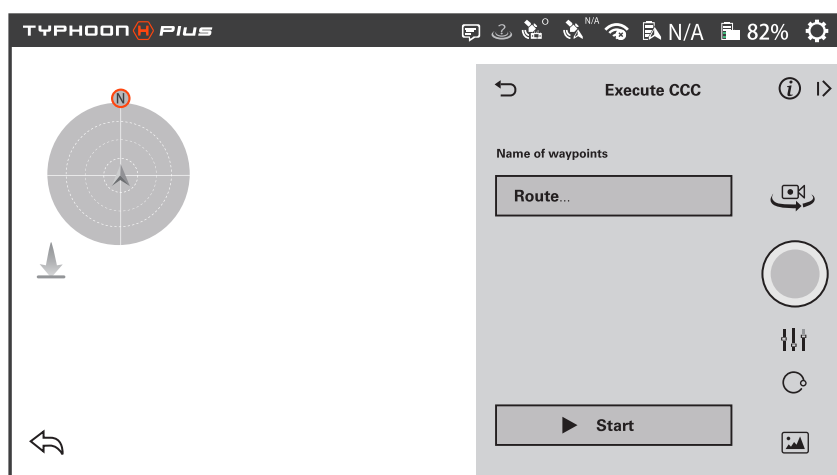 TYPHOON H Plus
O N/A N/A 82%
N
Execute CCC
Name of waypoints
Route...
Start